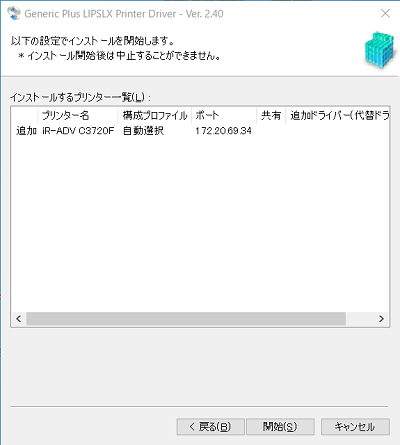 Generic Plus LIPSLX Printer Driver - Ver. 2.40
以下の設定でインストールを開始します。
* インストール開始後は中止することができません。
インストールするプリンター一覧(L) :
プリンター名 構成プロファイル ポート 共有 追加ドライバー(代替ドラ
追加 iR-ADV C3720F 自動選択 172.20.69.34
< 戻る(B) 開始(S) キャンセル